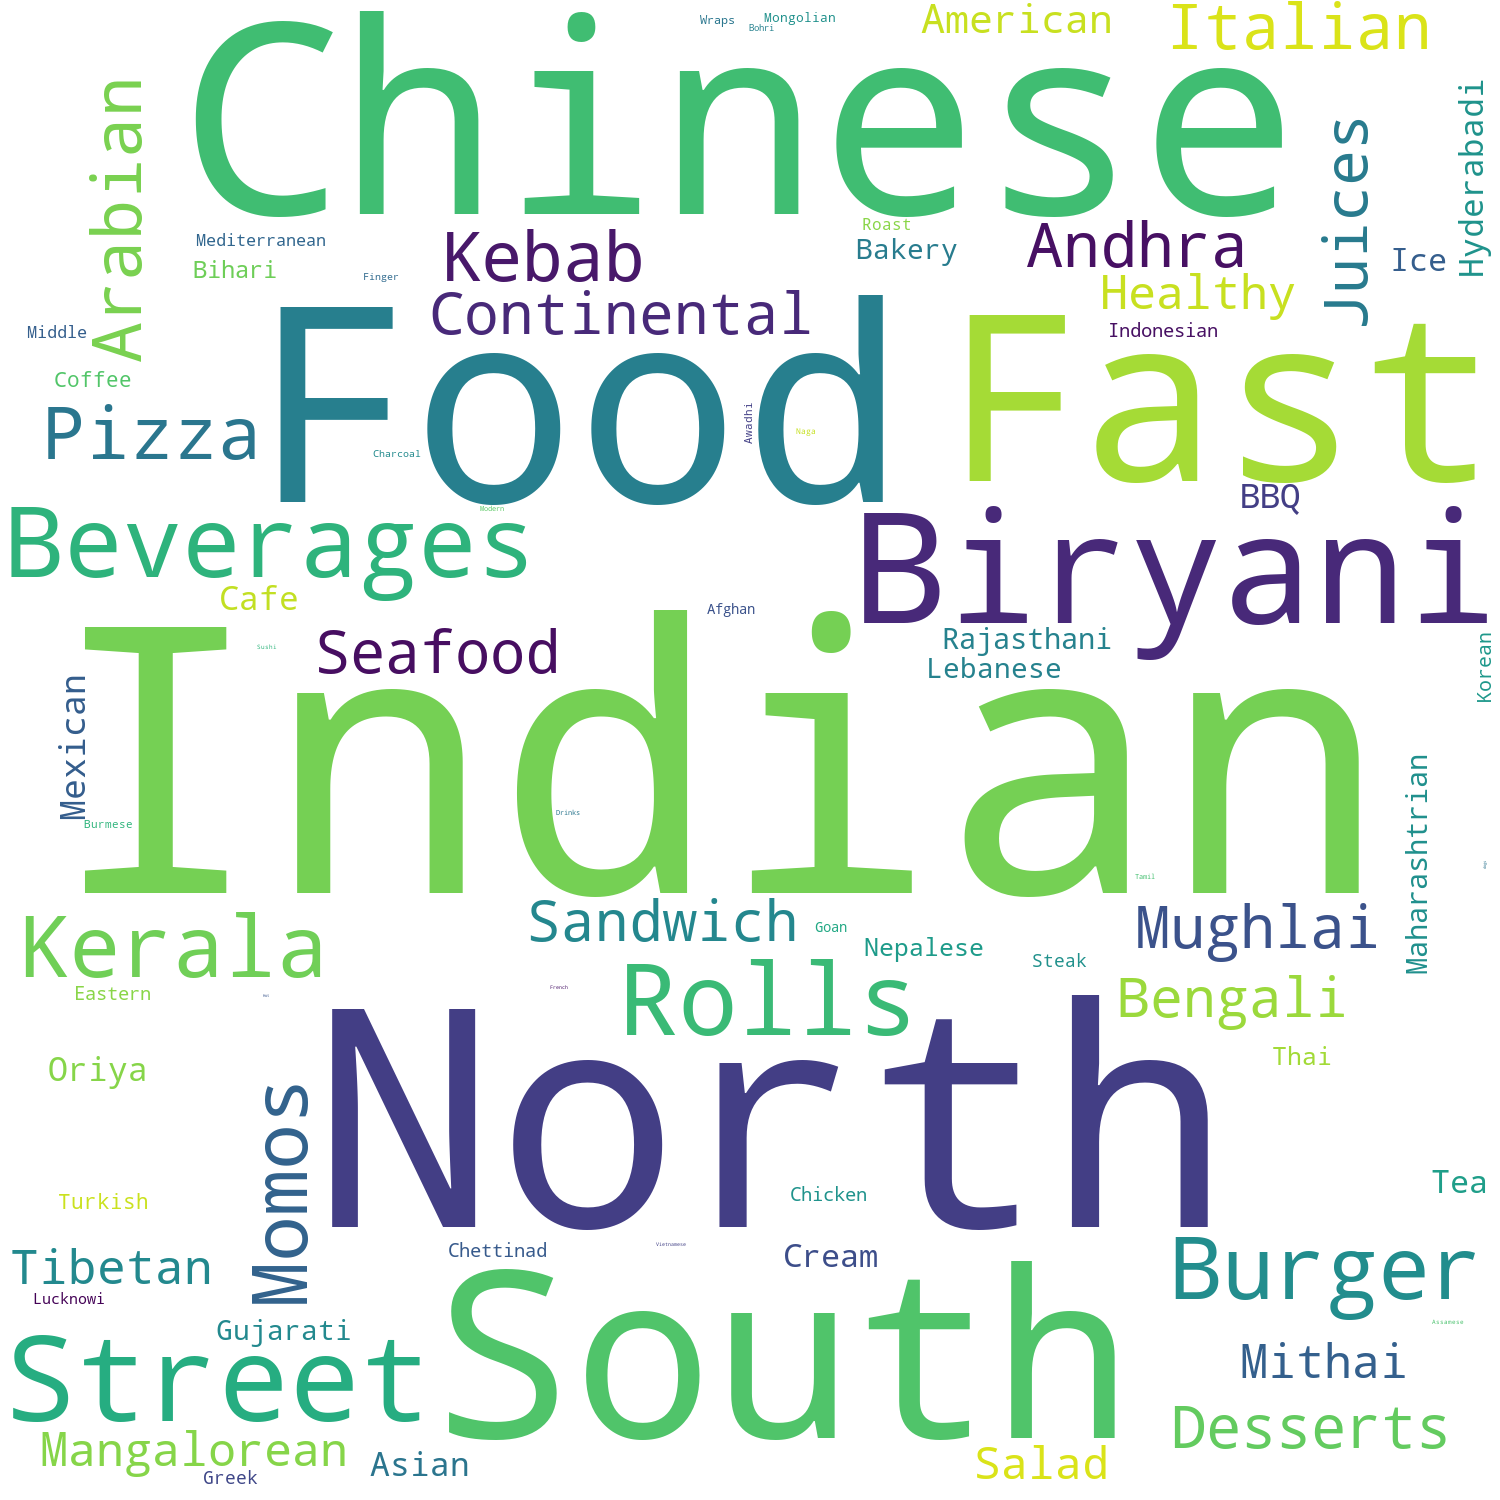 Chinese
Wraps
Mongolian
Bohri
American
Italian
Arabian
Juices
Hyderabadi
Mediterranean
Bihari
Finger
Kebab
Roast
Bakery
Andhra
Ice
Continental
Healthy
Indonesian
Middle
Coffee
Pizza
Food
Fast
Charcoal
Awadhi
Naga
Modern
BBQ
Beverages
Biryani
Cafe
Afghan
Seafood
Rajasthani
Lebanese
Korean
Sushi
Indian
Mexican
Burmese
Drinks
Maharashtrian
Tamil
Kerala
Sandwich
Goan
Nepalese
Steak
Mughlai
Eastern
French
Rolls
Bengali
Oriya
North
Thai
Momos
Turkish
Chicken
Tea
Tibetan
Chettinad
Vietnamese
Cream
Burger
Lucknowi
Gujarati
Street
South
Assamese
Mithai
Desserts
Mangalorean
Asian
Greek
Salad